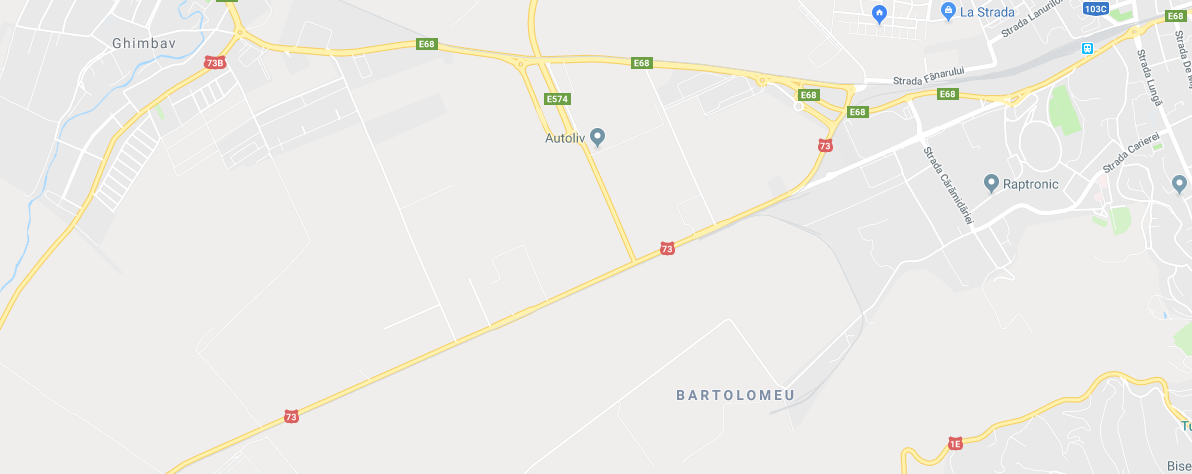 103C
E68
La Strada
Strada Lanurilor
Ghimbav
E68
73B
E68
Strada Fânarului
E68
E68
E68
E574
Autoliv
73
Strada Lungă
Strada De M
Strada Carierei
Strada Cărămidăriei
Raptronic
73
BARTOLOMEU
73
1E
Tu
Bise